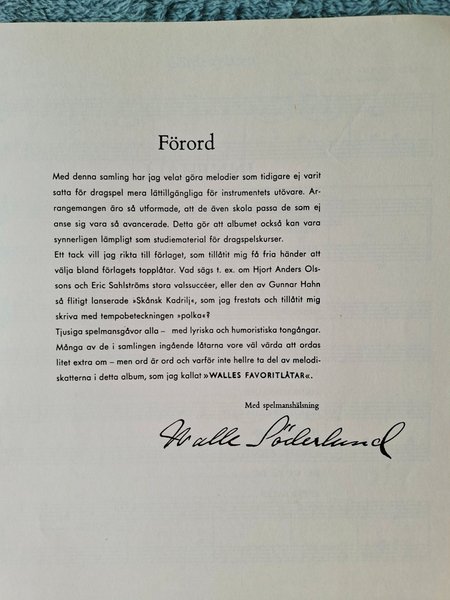 Förord
Med denna samling har jag velat göra melodier som tidigare ej varit
satta för dragspel mera lättillgängliga för instrumentets utövare. Ar-
rangemangen äro så utformade, att de även skola passa de som ej
anse sig vara så avancerade. Detta gör att albumet också kan vara
synnerligen lämpligt som studiematerial för dragspelskurser.
Ett tack vill jag rikta till förlaget, som tillåtit mig få fria händer att
välja bland förlagets topplåtar. Vad sägs t. ex. om Hjort Anders Ols-
sons och Eric Sahlströms stora valssuccéer, eller den av Gunnar Hahn
så flitigt lanserade »Skånsk Kadrilj«, som jag frestats och tillåtit mig
skriva med tempobeteckningen »polka«?
Tjusiga spelmansgåvor alla – med lyriska och humoristiska tongångar.
Många av de i samlingen ingående låtarna vore väl värda att ordas
litet extra om – men ord är ord och varför inte hellre ta del av melodi-
skatterna i detta album, som jag kallat »WALLES FAVORITLÅTAR«.
Med spelmanshälsning
Walle Söderlund